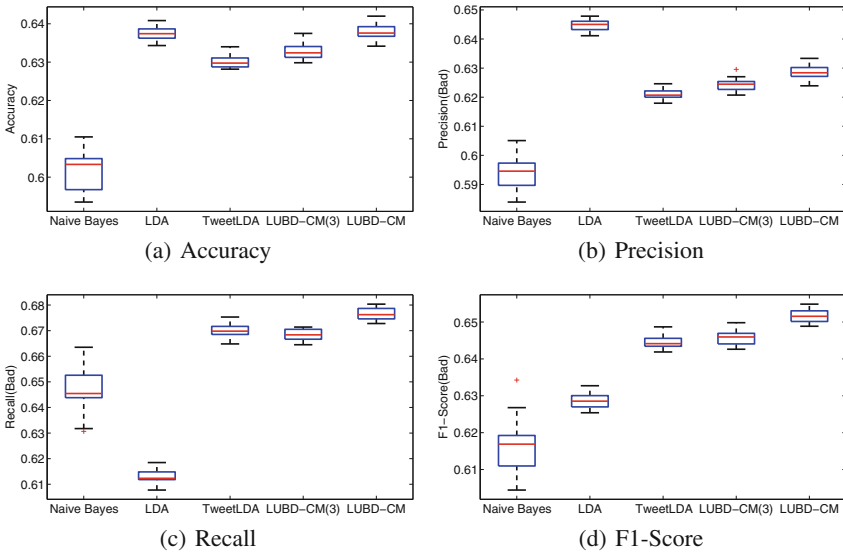 0.64
0.63
0.62
0.61
0.6
Accuracy
Naive Bayes LDA TweetLDA LUBD-CM(3) LUBD-CM
(a) Accuracy
0.65
0.64
0.63
0.62
0.61
0.6
0.59
Precision(Bad)
Naive Bayes LDA TweetLDA LUBD-CM(3) LUBD-CM
(b) Precision
0.68
0.67
0.66
0.65
0.64
0.63
0.62
0.61
Recall(Bad)
Naive Bayes LDA TweetLDA LUBD-CM(3) LUBD-CM
(c) Recall
0.65
0.64
0.63
0.62
0.61
F1-Score(Bad)
Naive Bayes LDA TweetLDA LUBD-CM(3) LUBD-CM
(d) F1-Score